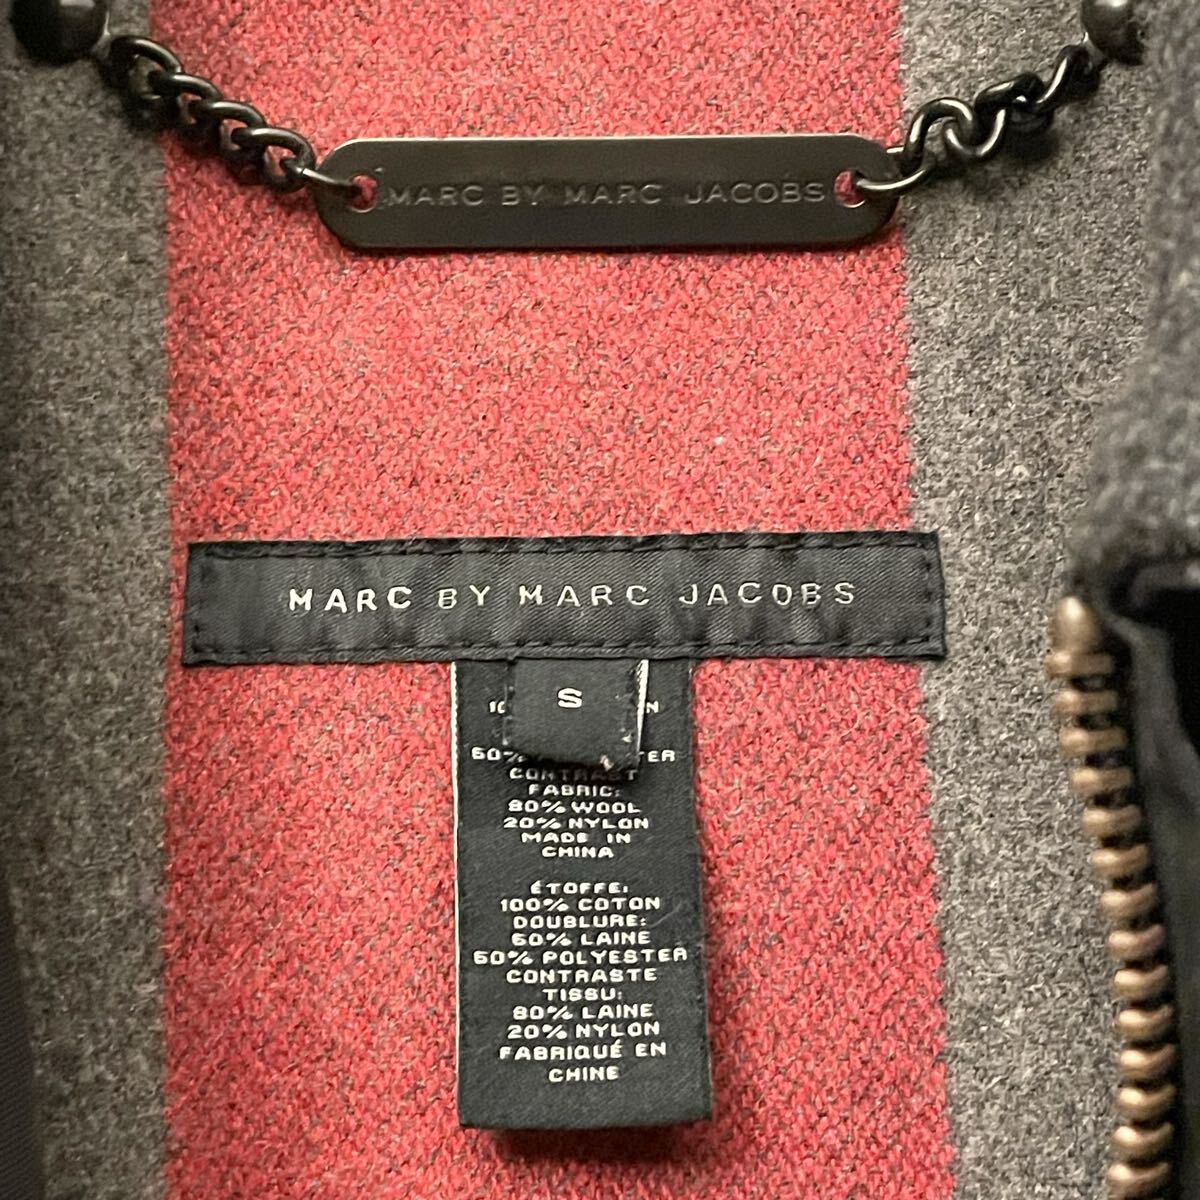 MARC BY MARC JACOBS
MARC BY MARC JACOBS
S
CONTRAST
FABRIC:
80% WOOL
20% NYLON
MADE IN
CHINA
ÉTOFFE:
100% COTON
DOUBLURE:
50% LAINE
50% POLYESTER
CONTRASTE
TISSU:
80% LAINE
20% NYLON
FABRIQUÉ EN
CHINE